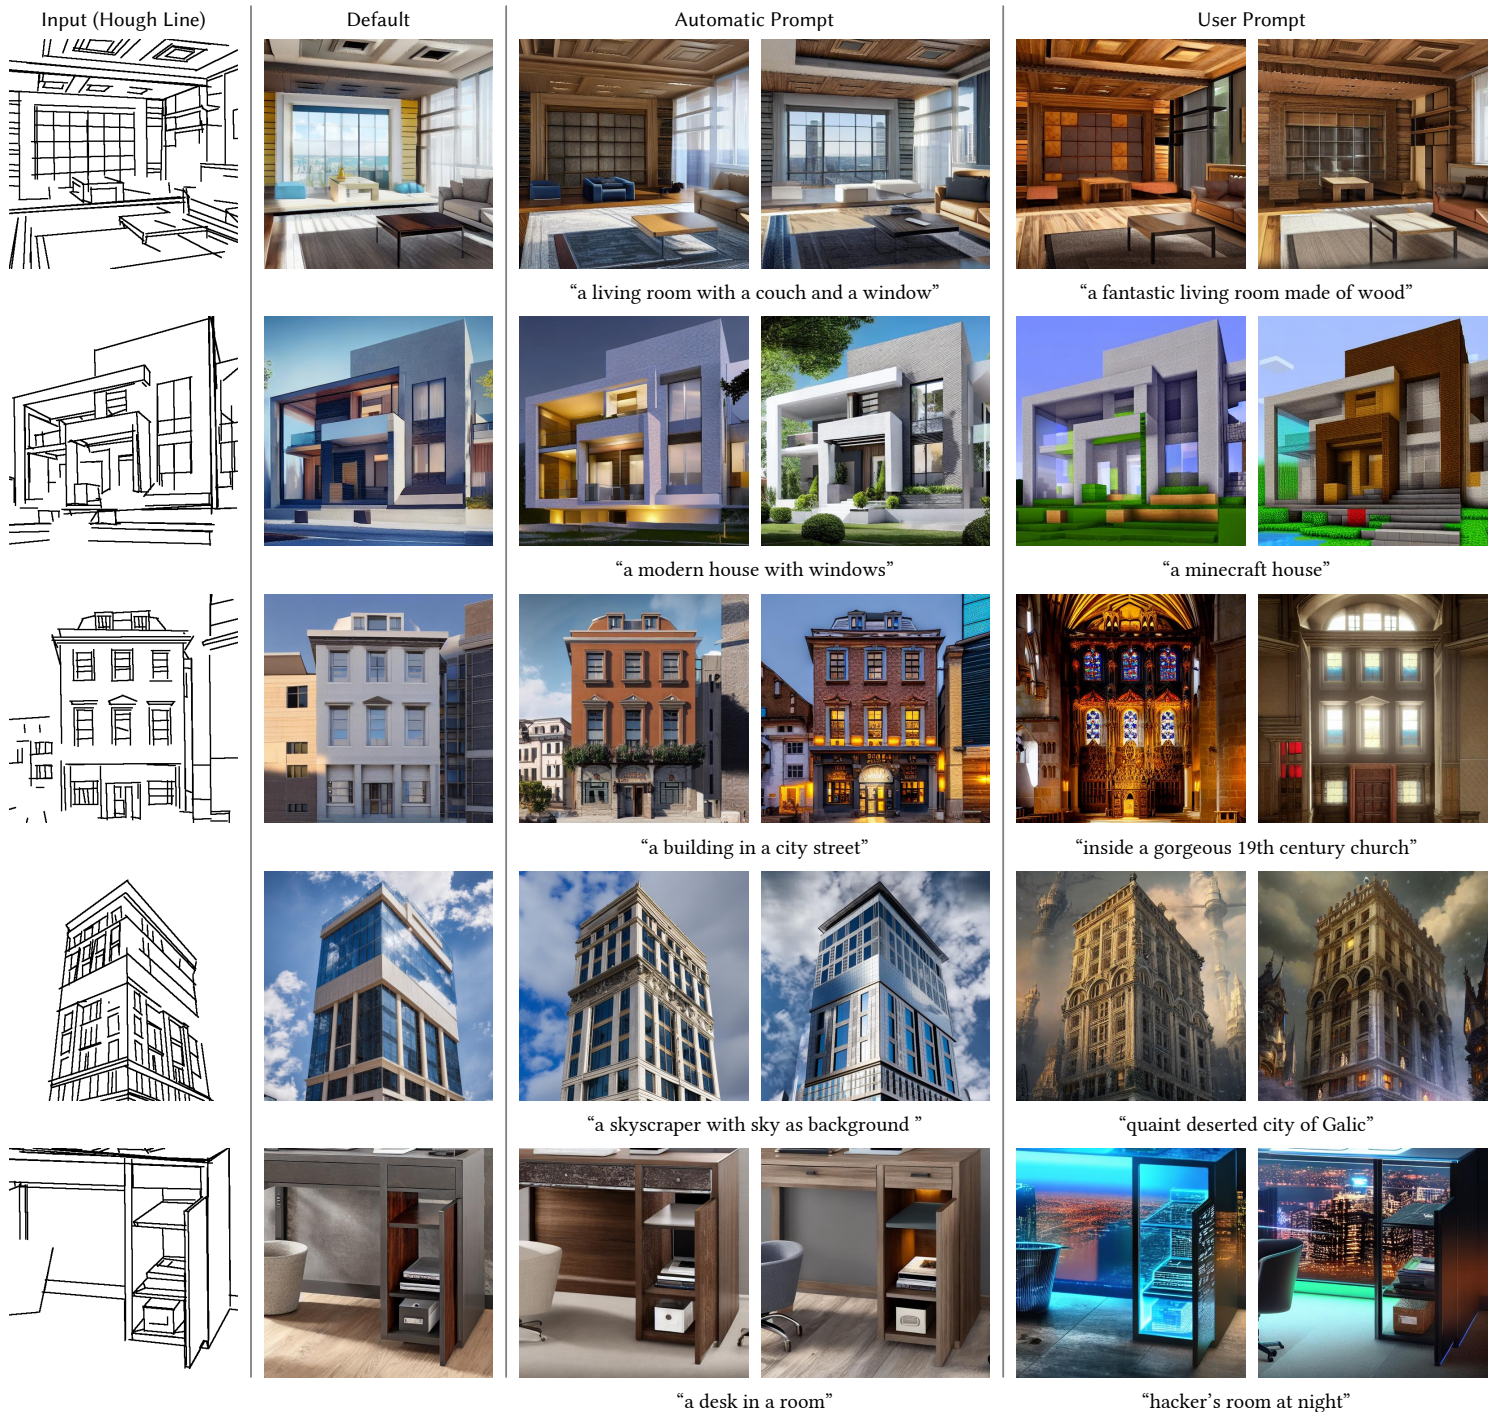 Input (Hough Line)
Default
Automatic Prompt
User Prompt
“a living room with a couch and a window”
“a fantastic living room made of wood”
“a modern house with windows”
“a minecraft house”
“a building in a city street”
“inside a gorgeous 19th century church”
“a skyscraper with sky as background ”
“quaint deserted city of Galic”
“a desk in a room”
“hacker’s room at night”